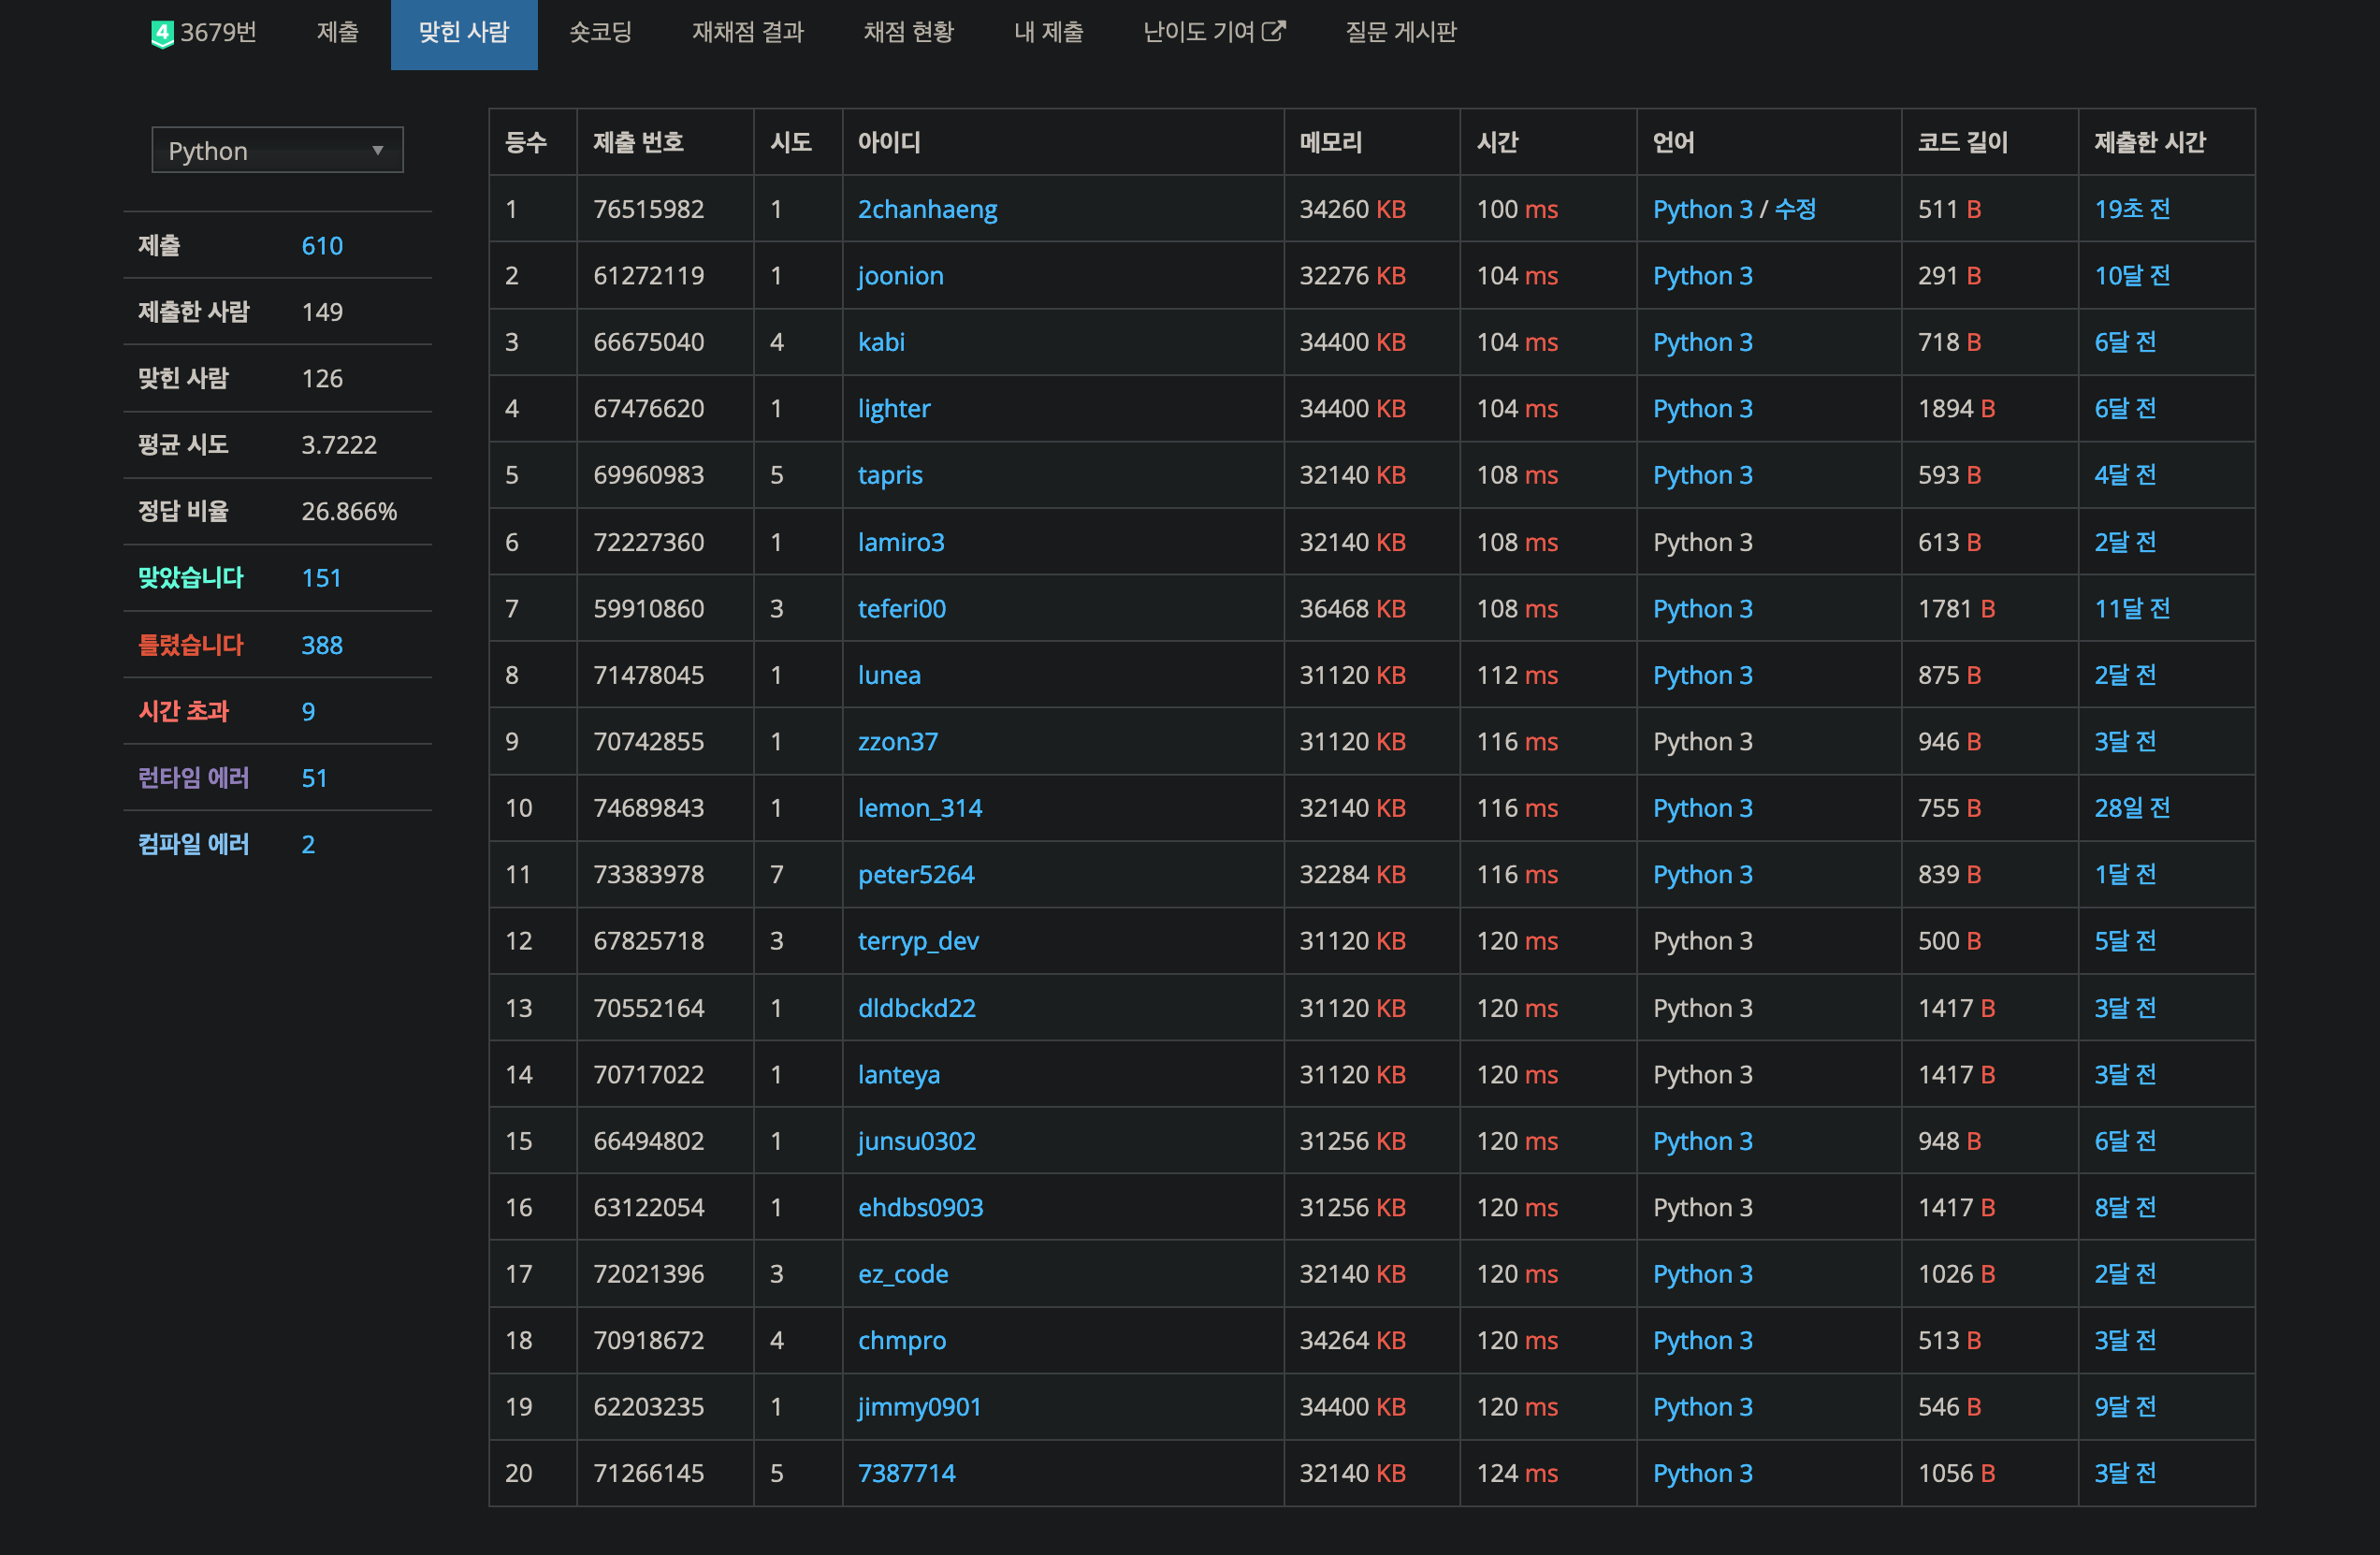 4 3679번 제출 맞힌 사람 숏코딩 재채점 결과 채점 현황 내 제출 난이도 기여 질문 게시판
Python
제출 610
제출한 사람 149
맞힌 사람 126
평균 시도 3.7222
정답 비율 26.866%
맞았습니다 151
틀렸습니다 388
시간 초과 9
런타임 에러 51
컴파일 에러 2
등수 제출 번호 시도 아이디 메모리 시간 언어 코드 길이 제출한 시간
1 76515982 1 2chanhaeng 34260 KB 100 ms Python 3 / 수정 511 B 19초 전
2 61272119 1 joonion 32276 KB 104 ms Python 3 291 B 10달 전
3 66675040 4 kabi 34400 KB 104 ms Python 3 718 B 6달 전
4 67476620 1 lighter 34400 KB 104 ms Python 3 1894 B 6달 전
5 69960983 5 tapris 32140 KB 108 ms Python 3 593 B 4달 전
6 72227360 1 lamiro3 32140 KB 108 ms Python 3 613 B 2달 전
7 59910860 3 teferi00 36468 KB 108 ms Python 3 1781 B 11달 전
8 71478045 1 lunea 31120 KB 112 ms Python 3 875 B 2달 전
9 70742855 1 zzon37 31120 KB 116 ms Python 3 946 B 3달 전
10 74689843 1 lemon_314 32140 KB 116 ms Python 3 755 B 28일 전
11 73383978 7 peter5264 32284 KB 116 ms Python 3 839 B 1달 전
12 67825718 3 terryp_dev 31120 KB 120 ms Python 3 500 B 5달 전
13 70552164 1 dldbckd22 31120 KB 120 ms Python 3 1417 B 3달 전
14 70717022 1 lanteya 31120 KB 120 ms Python 3 1417 B 3달 전
15 66494802 1 junsu0302 31256 KB 120 ms Python 3 948 B 6달 전
16 63122054 1 ehdbs0903 31256 KB 120 ms Python 3 1417 B 8달 전
17 72021396 3 ez_code 32140 KB 120 ms Python 3 1026 B 2달 전
18 70918672 4 chmpro 34264 KB 120 ms Python 3 513 B 3달 전
19 62203235 1 jimmy0901 34400 KB 120 ms Python 3 546 B 9달 전
20 71266145 5 7387714 32140 KB 124 ms Python 3 1056 B 3달 전